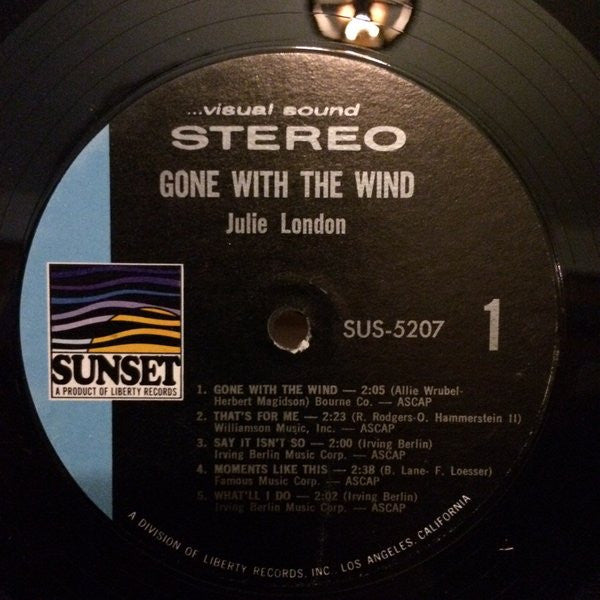 ...visual sound
STEREO
GONE WITH THE WIND
Julie London
SUNSET
A PRODUCT OF LIBERTY RECORDS
SUS-5207
1
1. GONE WITH THE WIND — 2:05 (Allie Wrubel-
Herbert Magidson) Bourne Co. — ASCAP
2. THAT'S FOR ME — 2:23 (R. Rodgers-O. Hammerstein II)
Williamson Music, Inc. — ASCAP
3. SAY IT ISN'T SO — 2:00 (Irving Berlin)
Irving Berlin Music Corp. — ASCAP
4. MOMENTS LIKE THIS — 2:38 (B. Lane- F. Loesser)
Famous Music Corp. — ASCAP
5. WHAT'LL I DO — 2:02 (Irving Berlin)
Irving Berlin Music Corp. — ASCAP
A DIVISION OF LIBERTY RECORDS, INC. LOS ANGELES, CALIFORNIA